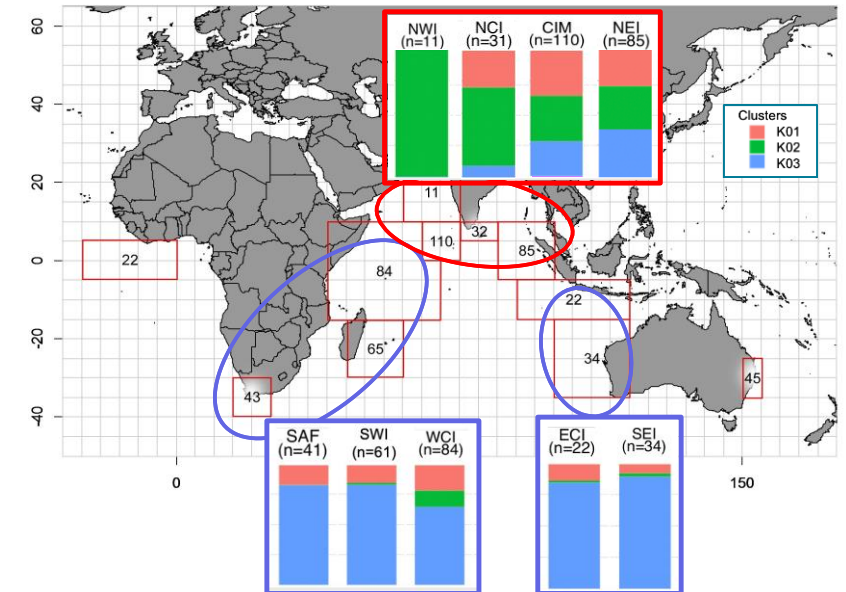 NWI NCI CIM NEI
(n=11) (n=31) (n=110) (n=85)
60
40
20
0
20
40
Clusters
K01
K02
K03
11
32
110
85
22
84
22
65
34
43
45
SAF SWI WCI
(n=41) (n=61) (n=84)
ECI SEI
(n=22) (n=34)
0
150